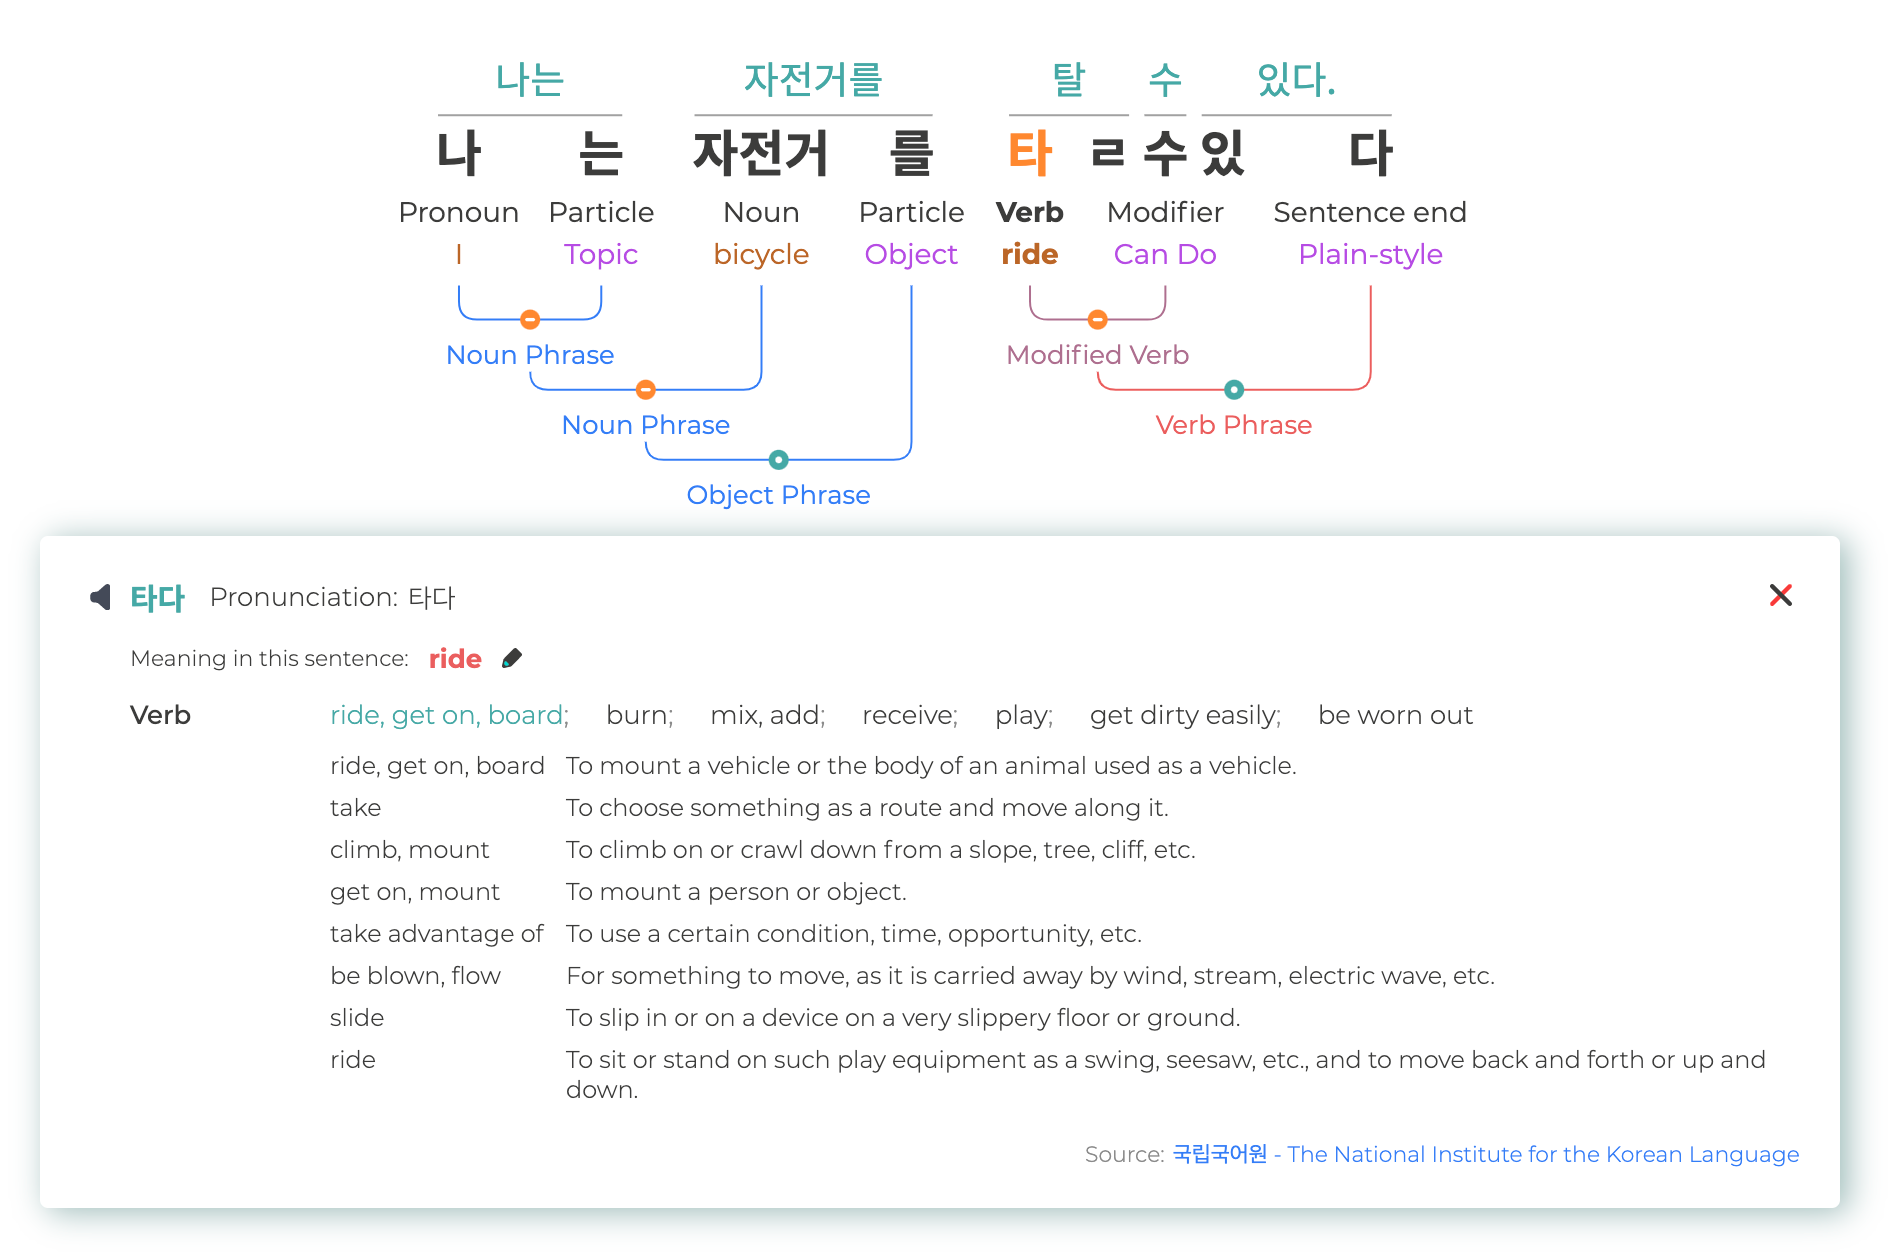 나는 자전거를 탈 수 있다.
나 는 자전거 를 타 ㄹ 수 있 다
Pronoun Particle Noun Particle Verb Modifier Sentence end
I Topic bicycle Object ride Can Do Plain-style
Noun Phrase Modified Verb
Noun Phrase Verb Phrase
Object Phrase
타다 Pronunciation: 타다
Meaning in this sentence: ride
Verb ride, get on, board; burn; mix, add; receive; play; get dirty easily; be worn out
ride, get on, board To mount a vehicle or the body of an animal used as a vehicle.
take To choose something as a route and move along it.
climb, mount To climb on or crawl down from a slope, tree, cliff, etc.
get on, mount To mount a person or object.
take advantage of To use a certain condition, time, opportunity, etc.
be blown, flow For something to move, as it is carried away by wind, stream, electric wave, etc.
slide To slip in or on a device on a very slippery floor or ground.
ride To sit or stand on such play equipment as a swing, seesaw, etc., and to move back and forth or up and
down.
Source: 국립국어원 - The National Institute for the Korean Language